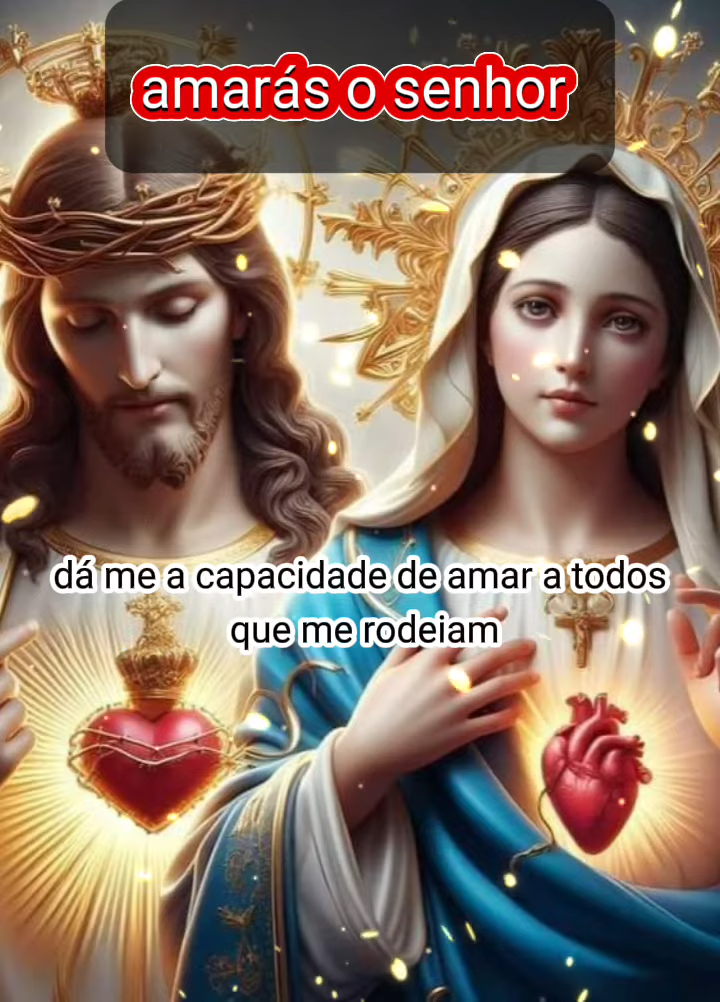 amarás o senhor
dá me a capacidade de amar a todos
que me rodeiam